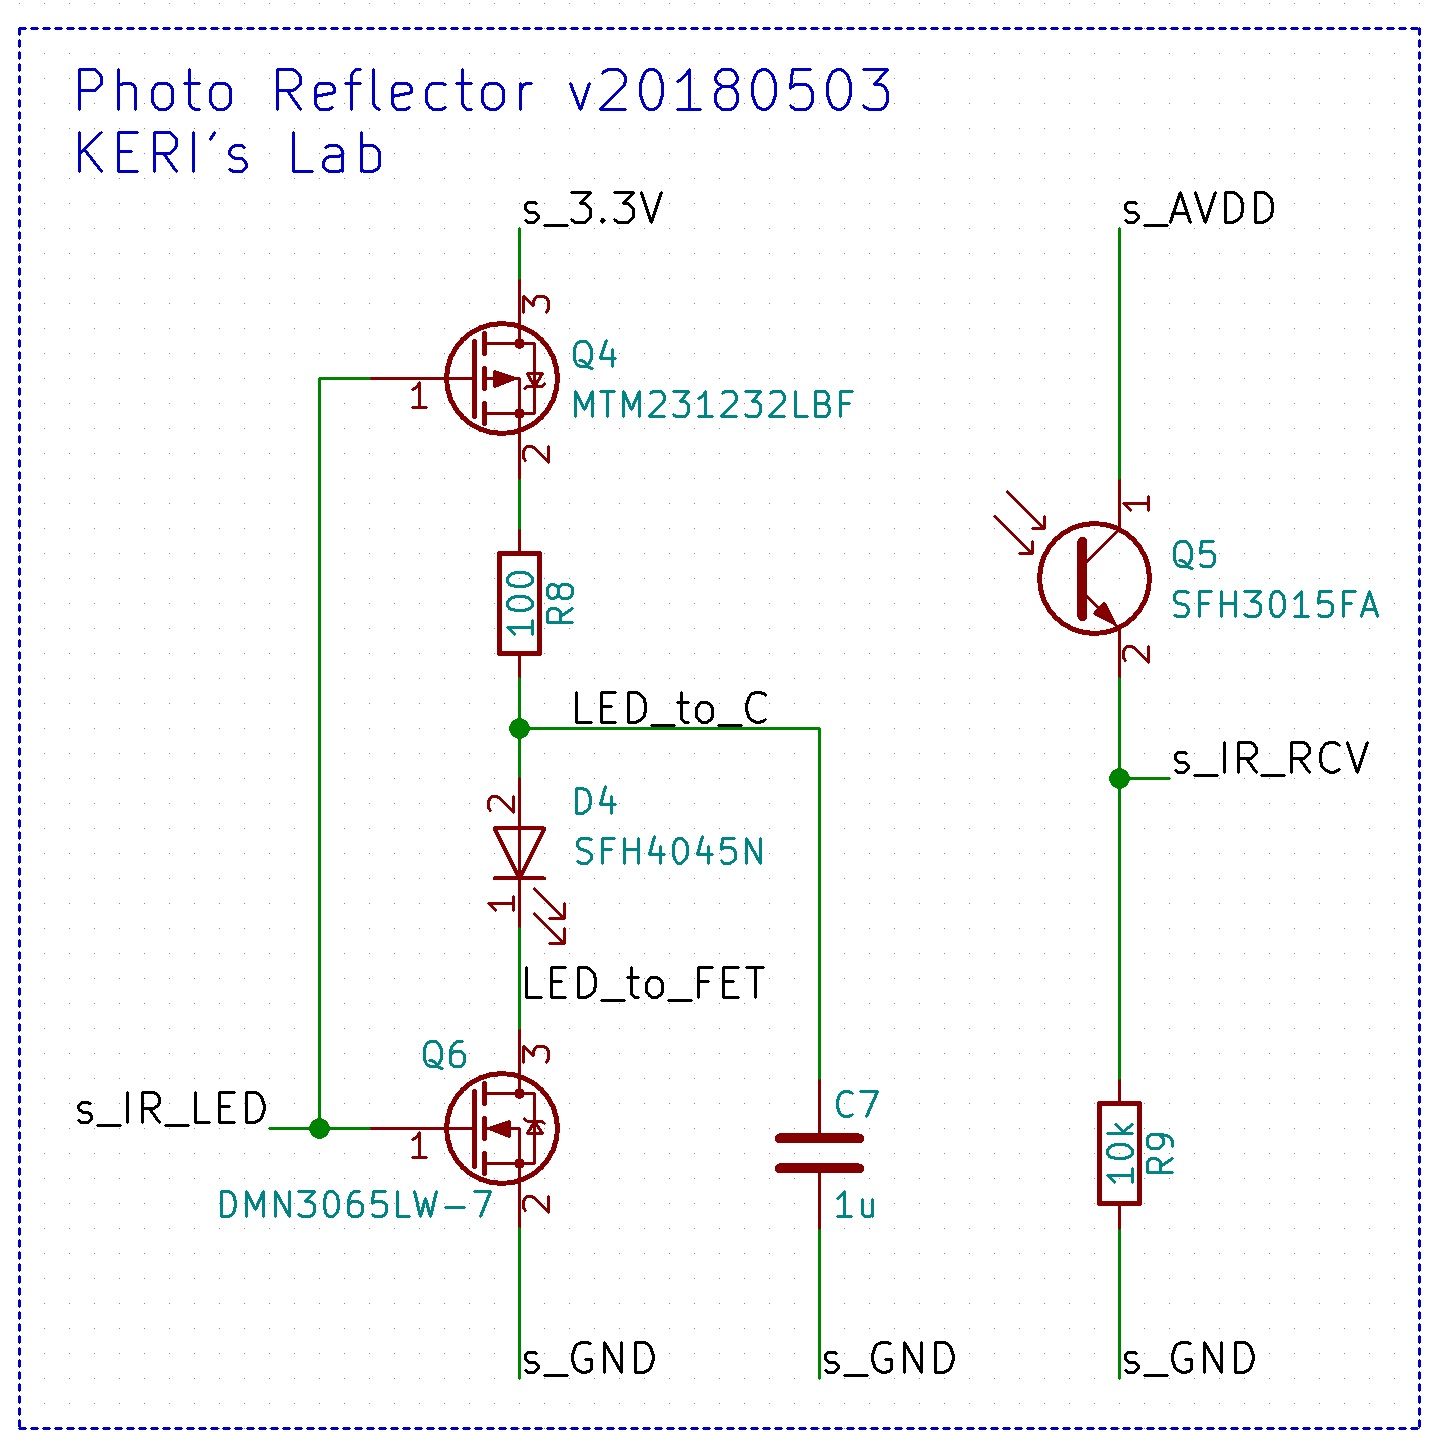 Photo Reflector v20180503
KERI's Lab
s_3.3V
s_AVDD
3
Q4
MTM231232LBF
1
2
1
Q5
SFH3015FA
2
100
R8
LED_to_C
s_IR_RCV
2
D4
SFH4045N
1
LED_to_FET
Q6
3
s_IR_LED
1
DMN3065LW-7
2
C7
1u
10k
R9
s_GND
s_GND
s_GND